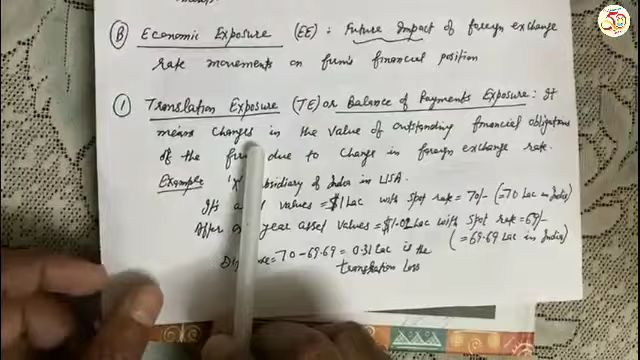 (B) Economic Exposure (EE): Future Impact of foreign exchange
rate movements on firm's financial position
(1) Translation Exposure (TE) or Balance of Payments Exposure: It
means changes in the value of outstanding financial obligations
of the due to change in foreign exchange rate.
Example 'X' subsidiary of India in USA.
Its values = $1 Lac with spot rate = 70/- (=70 Lac in India)
After year asset values = $1.01 Lac with spot rate = 69/-
(=69.69 Lac in India)
= 70-69.69 = 0.31 Lac is the
translation loss
50